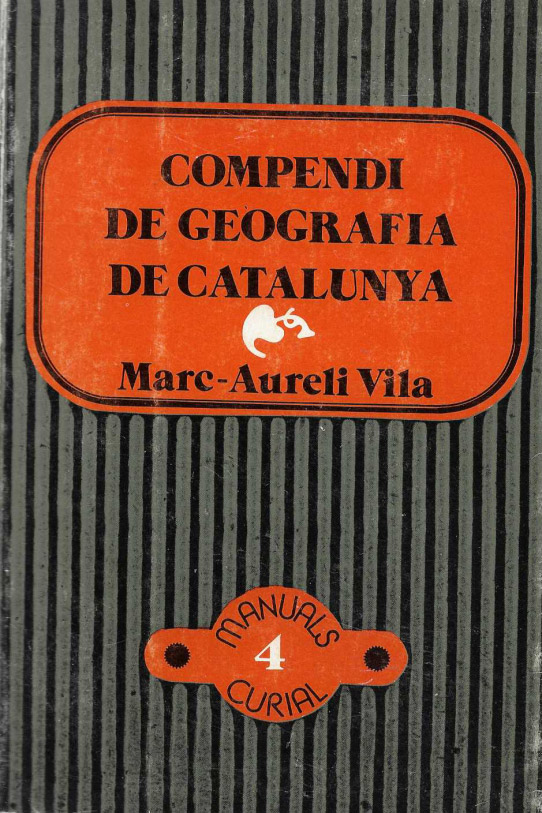 COMPENDI
DE GEOGRAFIA
DE CATALUNYA
Marc-Aureli Vila
MANUALS
4
CURIAL